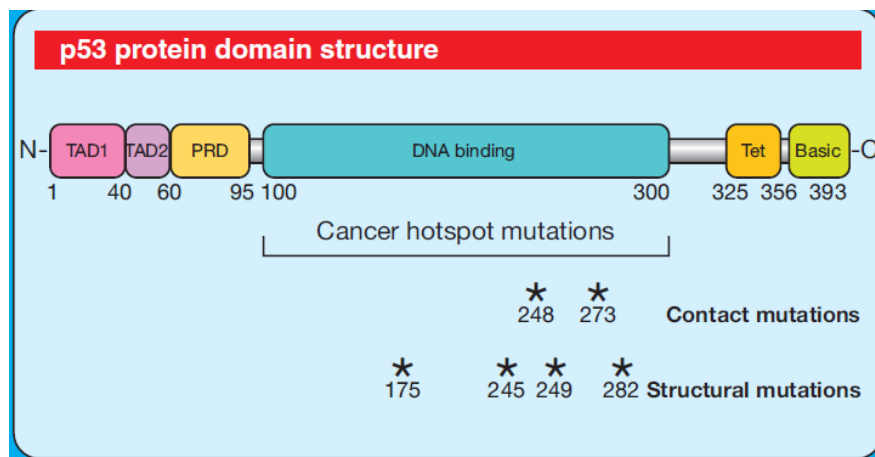 p53 protein domain structure
N- TAD1 TAD2 PRD DNA binding Tet Basic -C
1 40 60 95 100 300 325 356 393
Cancer hotspot mutations
* *
248 273 Contact mutations
* * * *
175 245 249 282 Structural mutations